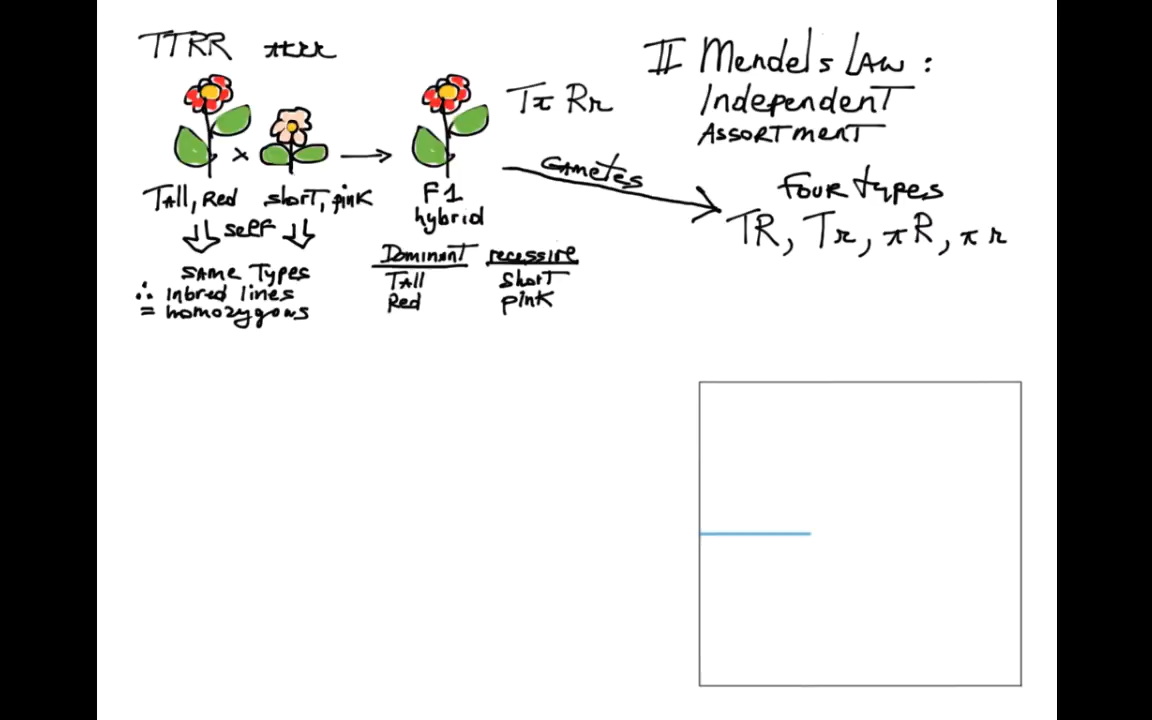 TTRR ttrr
Tall, Red short, pink
self
same types
∴ Inbred lines
= homozygous
F1
hybrid
Tt Rr
Dominant recessive
Tall Short
Red pink
Gametes
II Mendel's Law :
Independent
Assortment
Four types
TR, Tr, tR, tr